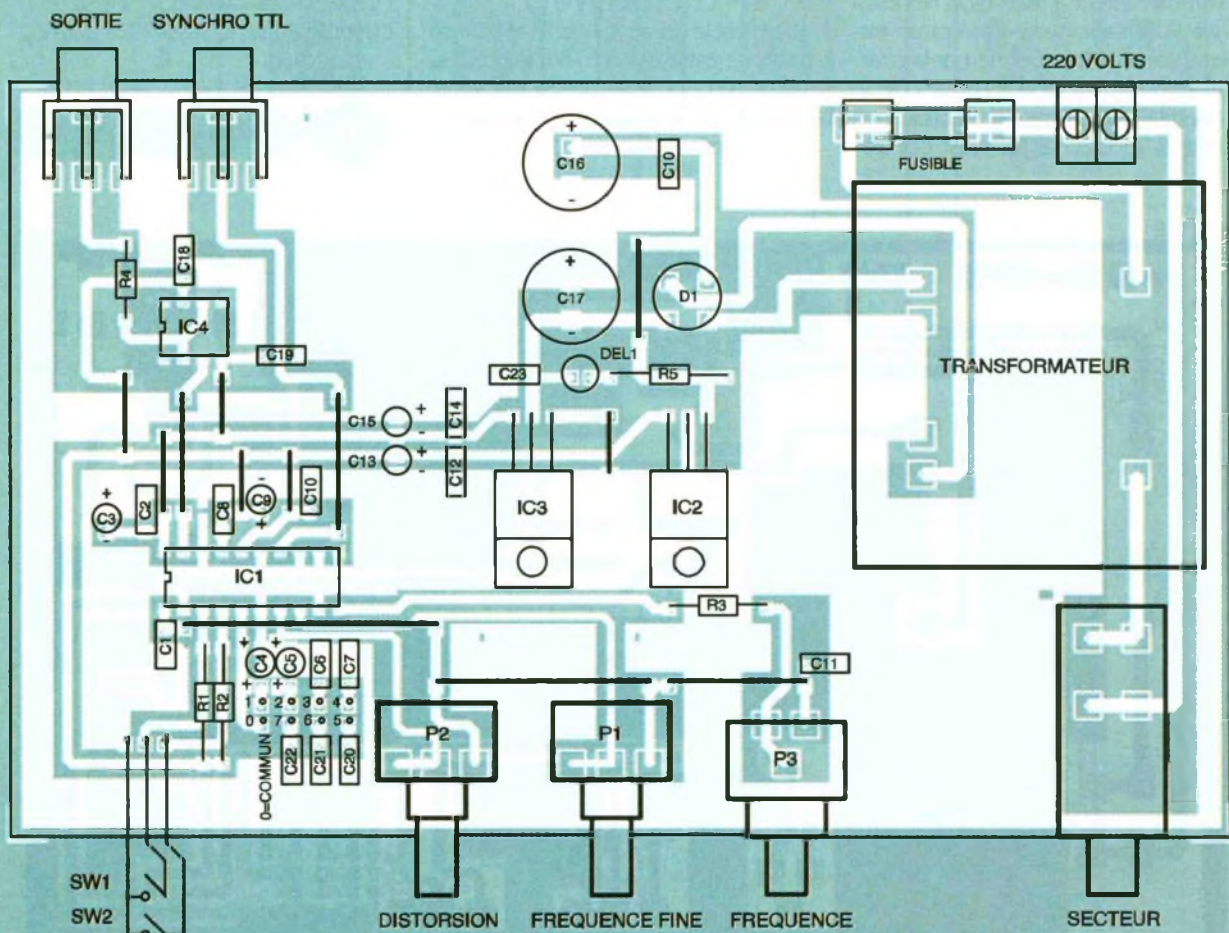 SORTIE SYNCHRO TTL
220 VOLTS
FUSIBLE
+
C16
-
C10
R4
C18
+
C17
-
D1
IC4
C19
DEL1
C23
R5
TRANSFORMATEUR
C15 + -
C14
C13 + -
C12
+
C3
-
C2
C8
-
C9
+
C10
IC3
IC2
IC1
R3
C1
+ C4
+ C5
C6
C7
C11
R1
R2
+ +
1 2 3 4
0 7 6 5
0=COMMUN
C22
C21
C20
P2
P1
P3
SW1
SW2
DISTORSION FREQUENCE FINE FREQUENCE SECTEUR